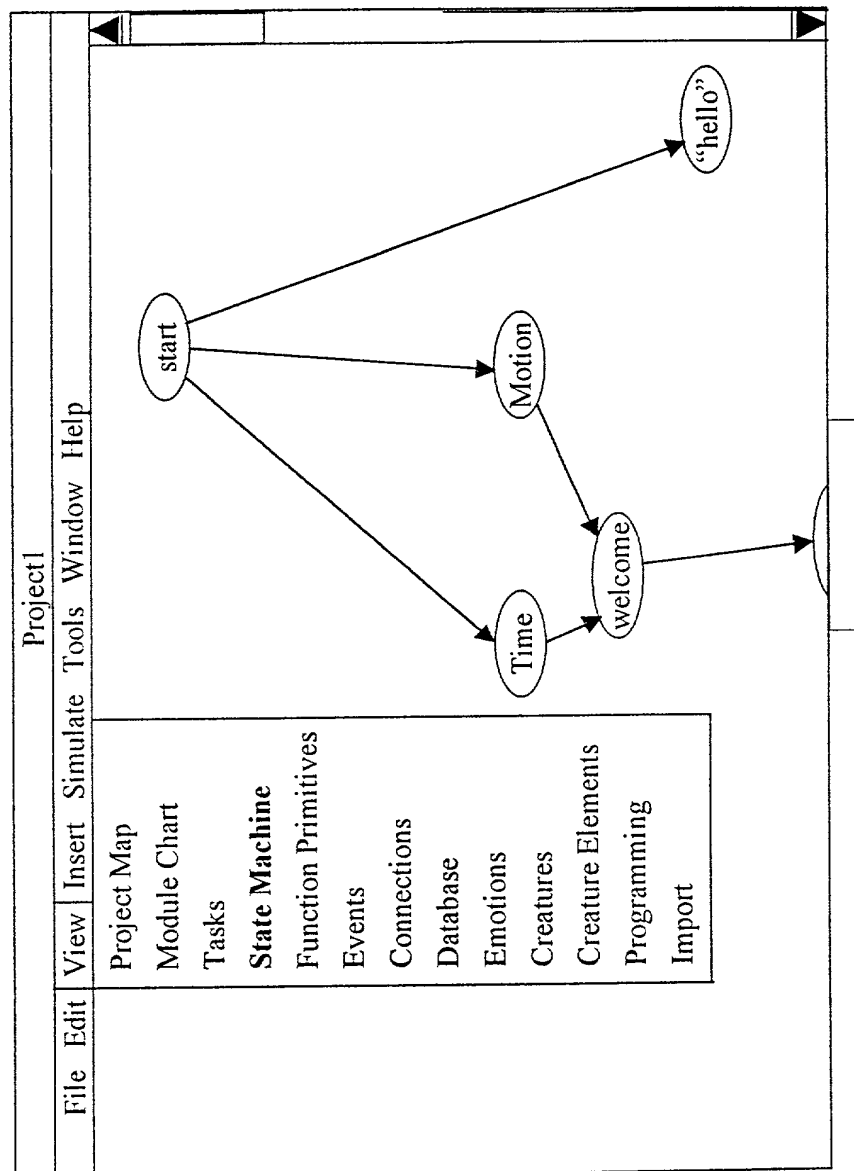 Project1
File Edit View Insert Simulate Tools Window Help
Project Map
Module Chart
Tasks
State Machine
Function Primitives
Events
Connections
Database
Emotions
Creatures
Creature Elements
Programming
Import
start
Time
Motion
welcome
“hello”